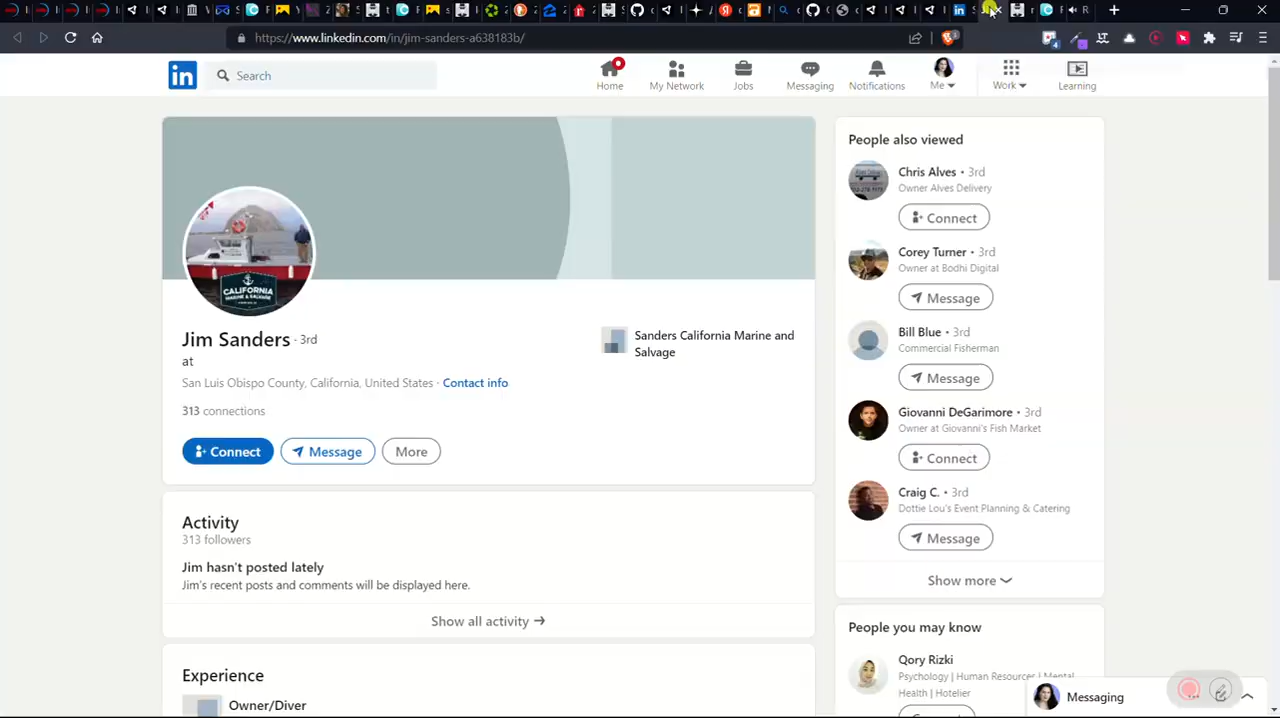 https://www.linkedin.com/in/jim-sanders-a638183b/
in
Search
Home
My Network
Jobs
Messaging
Notifications
Me
Work
Learning
CALIFORNIA
MARINE & SALVAGE
Jim Sanders · 3rd
at
San Luis Obispo County, California, United States · Contact info
313 connections
Sanders California Marine and
Salvage
Connect
Message
More
Activity
313 followers
Jim hasn't posted lately
Jim's recent posts and comments will be displayed here.
Show all activity →
Experience
Owner/Diver
People also viewed
Chris Alves · 3rd
Owner Alves Delivery
Connect
Corey Turner · 3rd
Owner at Bodhi Digital
Message
Bill Blue · 3rd
Commercial Fisherman
Message
Giovanni DeGarimore · 3rd
Owner at Giovanni's Fish Market
Connect
Craig C. · 3rd
Dottie Lou's Event Planning & Catering
Message
Show more
People you may know
Qory Rizki
Psychology | Human Resources | Mental
Health | Hotelier
Messaging